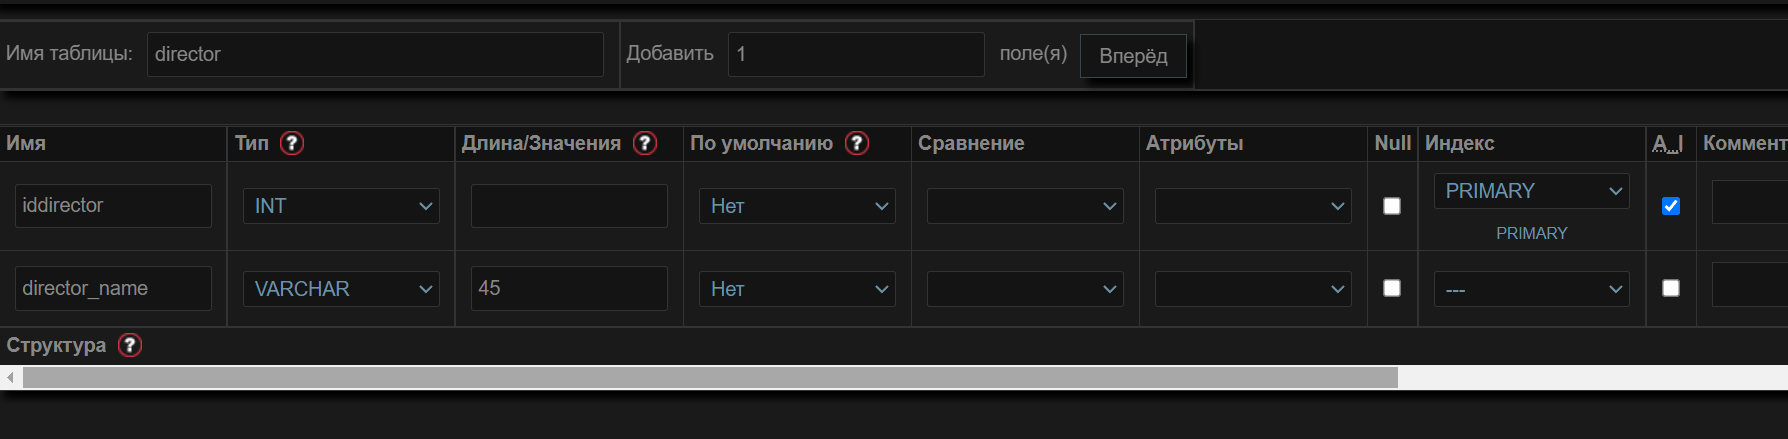 Имя таблицы: director Добавить 1 поле(я) Вперёд
Имя Тип ? Длина/Значения ? По умолчанию ? Сравнение Атрибуты Null Индекс A_I Коммент
iddirector INT Нет PRIMARY
PRIMARY
director_name VARCHAR 45 Нет ---
Структура ?